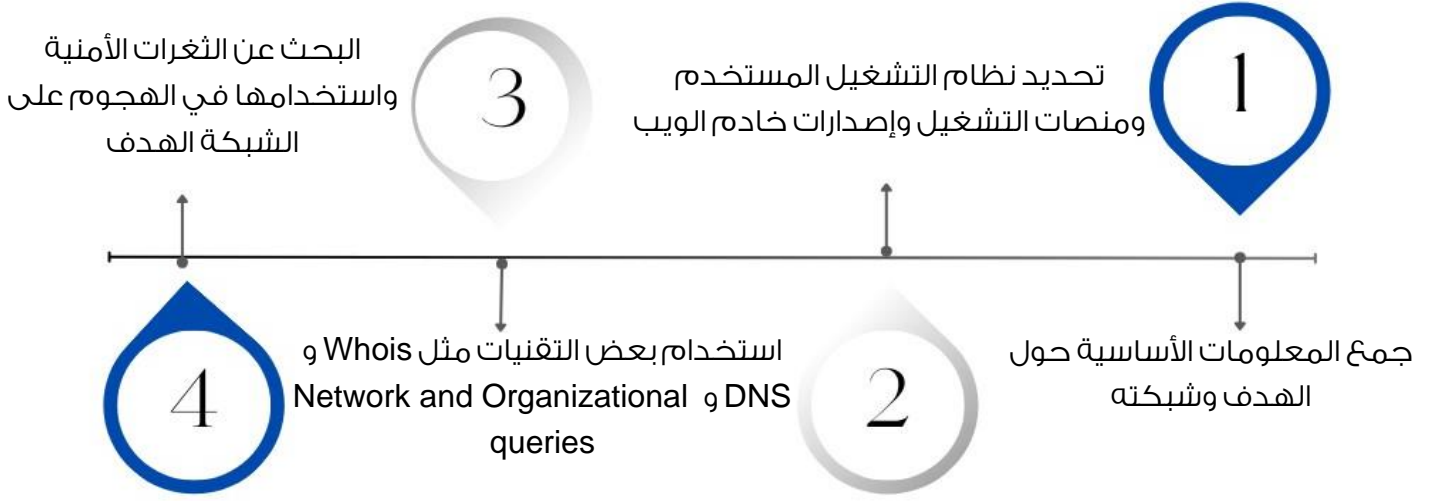 1
جمع المعلومات الأساسية حول
الهدف وشبكته
2
تحديد نظام التشغيل المستخدم
ومنصات التشغيل وإصدارات خادم الويب
3
استخدام بعض التقنيات مثل Whois و
DNS و Network and Organizational
queries
4
البحث عن الثغرات الأمنية
واستخدامها في الهجوم على
الشبكة الهدف